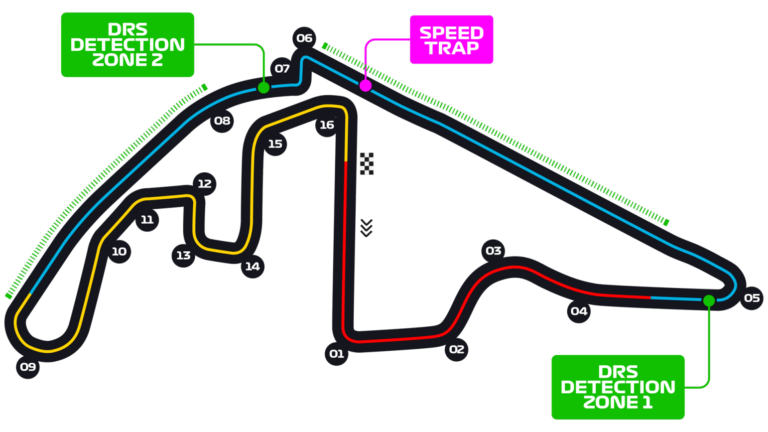 DRS
DETECTION
ZONE 2
SPEED
TRAP
06
07
08
16
15
12
11
10
13
14
03
04
05
01
02
09
DRS
DETECTION
ZONE 1